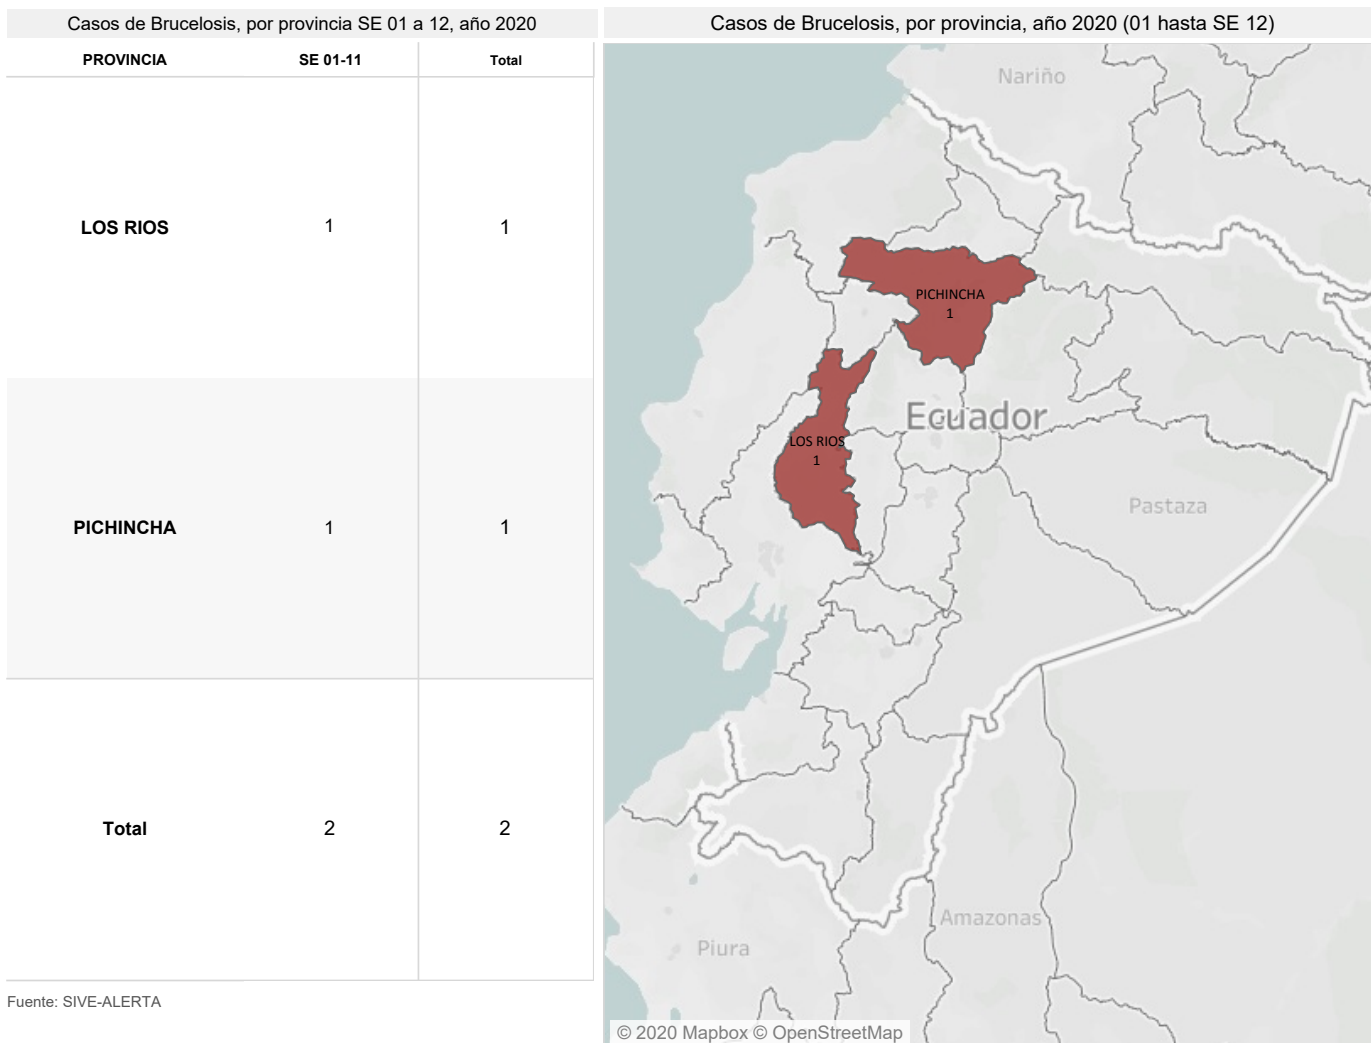 Casos de Brucelosis, por provincia SE 01 a 12, año 2020
PROVINCIA SE 01-11 Total
LOS RIOS 1 1
PICHINCHA 1 1
Total 2 2
Fuente: SIVE-ALERTA
Casos de Brucelosis, por provincia, año 2020 (01 hasta SE 12)
Nariño
PICHINCHA
1
Ecuador
LOS RIOS
1
Pastaza
Amazonas
Piura
© 2020 Mapbox © OpenStreetMap